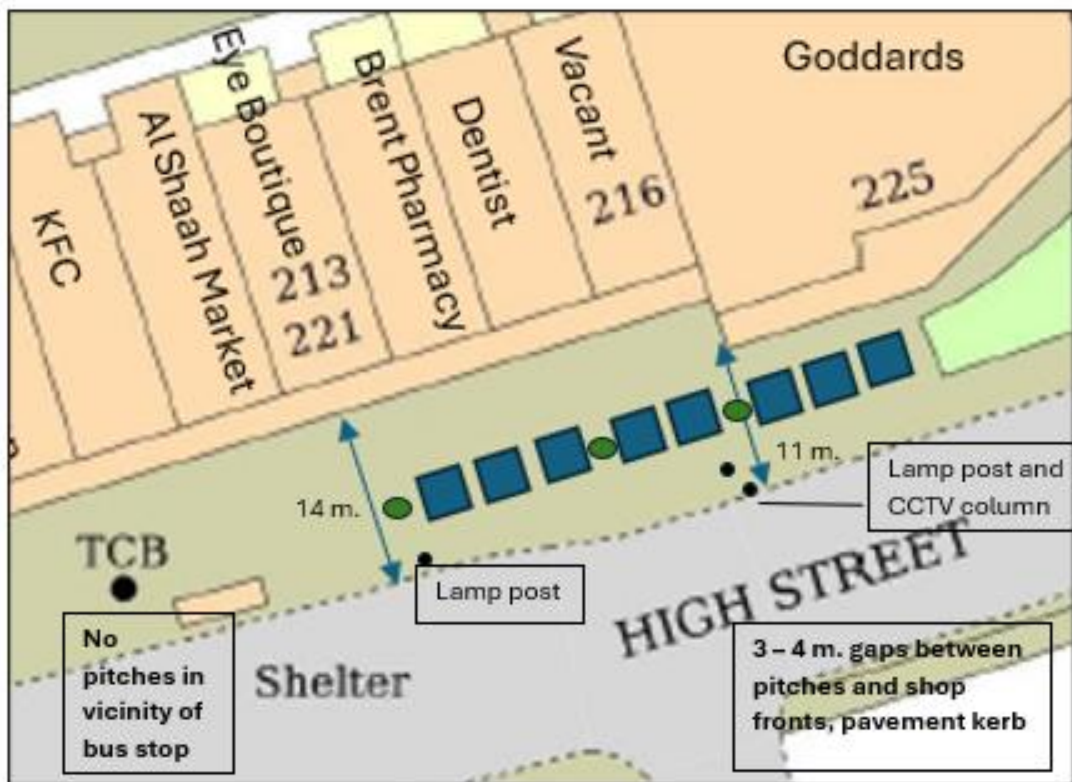 Goddards
225
Vacant
216
Dentist
Brent Pharmacy
Eye Boutique
213
221
Al Shaah Market
KFC
14 m.
11 m.
Lamp post and
CCTV column
TCB
Lamp post
HIGH STREET
No
pitches in
vicinity of
bus stop
Shelter
3 – 4 m. gaps between
pitches and shop
fronts, pavement kerb